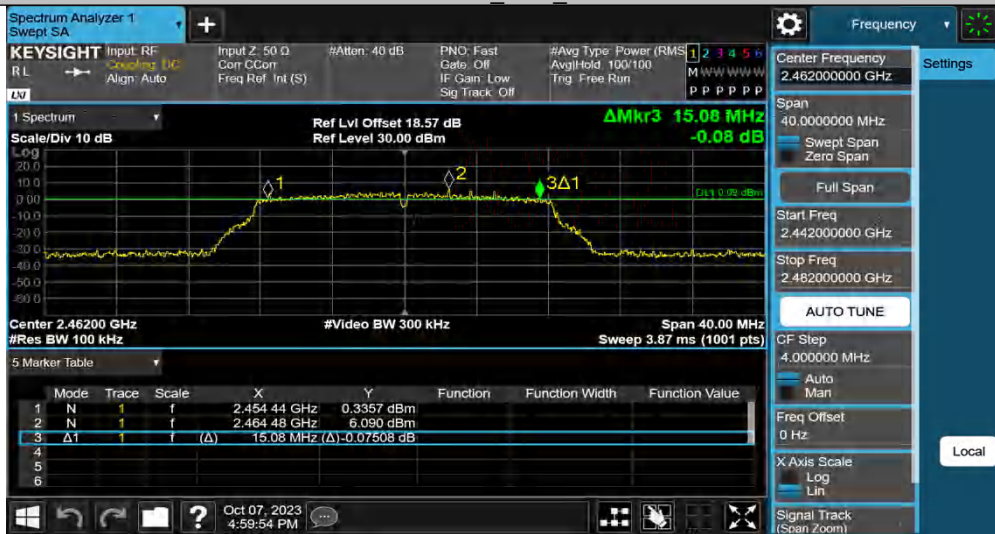 Spectrum Analyzer 1
Swept SA
+
Frequency
KEYSIGHT
RL
LXI
Input: RF
Coupling: DC
Align: Auto
Input Z: 50 Ω
Corr CCorr
Freq Ref: Int (S)
#Atten: 40 dB
PNO: Fast
Gate: Off
IF Gain: Low
Sig Track: Off
#Avg Type: Power (RMS
Avg|Hold: 100/100
Trig: Free Run
1 2 3 4 5 6
M W W W W W
P P P P P P
1 Spectrum
Scale/Div 10 dB
Ref Lvl Offset 18.57 dB
Ref Level 30.00 dBm
ΔMkr3 15.08 MHz
-0.08 dB
Log
20.0
10.0
0.00
-10.0
-20.0
-30.0
-40.0
-50.0
-60.0
1
2
3Δ1
DL1 0.09 dBm
Center 2.46200 GHz
#Res BW 100 kHz
#Video BW 300 kHz
Span 40.00 MHz
Sweep 3.87 ms (1001 pts)
5 Marker Table
Mode Trace Scale X Y Function Function Width Function Value
1 N 1 f 2.454 44 GHz 0.3357 dBm
2 N 1 f 2.464 48 GHz 6.090 dBm
3 Δ1 1 f (Δ) 15.08 MHz (Δ) -0.07508 dB
4
5
6
Oct 07, 2023
4:59:54 PM
?
Center Frequency
2.462000000 GHz
Span
40.0000000 MHz
Swept Span
Zero Span
Full Span
Start Freq
2.442000000 GHz
Stop Freq
2.482000000 GHz
AUTO TUNE
CF Step
4.000000 MHz
Auto
Man
Freq Offset
0 Hz
X Axis Scale
Log
Lin
Signal Track
(Span Zoom)
Settings
Local